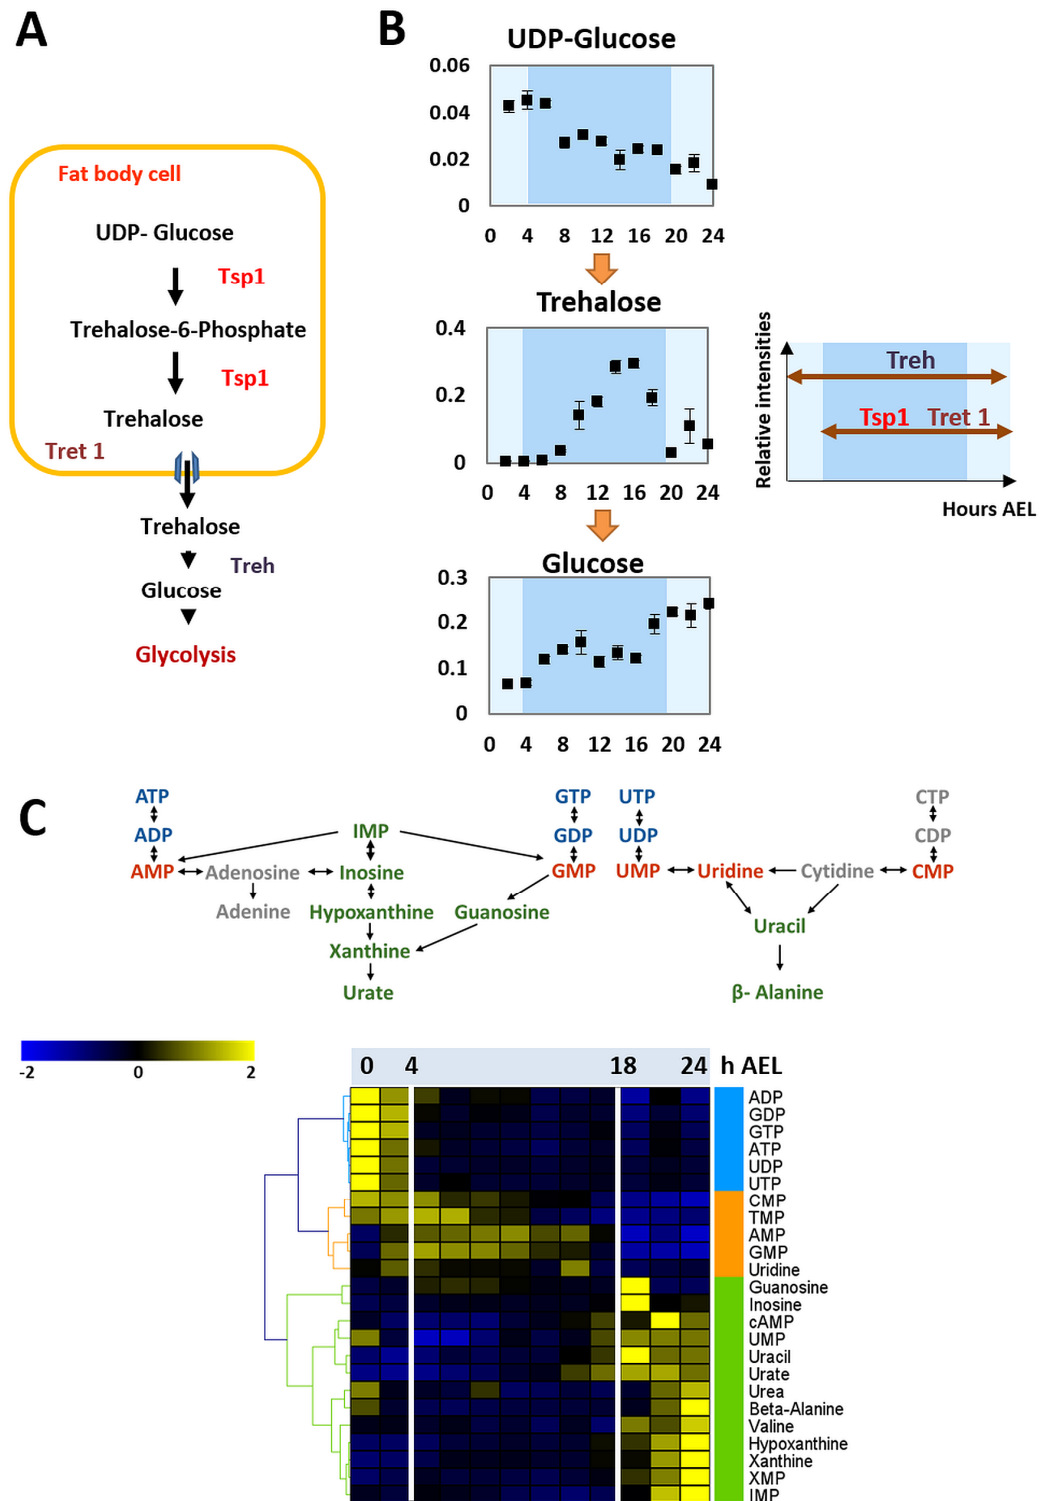 A
Fat body cell
UDP- Glucose
Tsp1
Trehalose-6-Phosphate
Tsp1
Trehalose
Tret 1
Trehalose
Treh
Glucose
Glycolysis
B
UDP-Glucose
0.06
0.04
0.02
0
0 4 8 12 16 20 24
Trehalose
0.4
0.2
0
0 4 8 12 16 20 24
Glucose
0.3
0.2
0.1
0
0 4 8 12 16 20 24
Relative intensities
Treh
Tsp1 Tret 1
Hours AEL
C
ATP GTP UTP CTP
ADP IMP GDP UDP CDP
AMP Adenosine Inosine GMP UMP Uridine Cytidine CMP
Adenine Hypoxanthine Guanosine Uracil
Xanthine
Urate β- Alanine
-2 0 2
0 4 18 24 h AEL
ADP
GDP
GTP
ATP
UDP
UTP
CMP
TMP
AMP
GMP
Uridine
Guanosine
Inosine
cAMP
UMP
Uracil
Urate
Urea
Beta-Alanine
Valine
Hypoxanthine
Xanthine
XMP
IMP